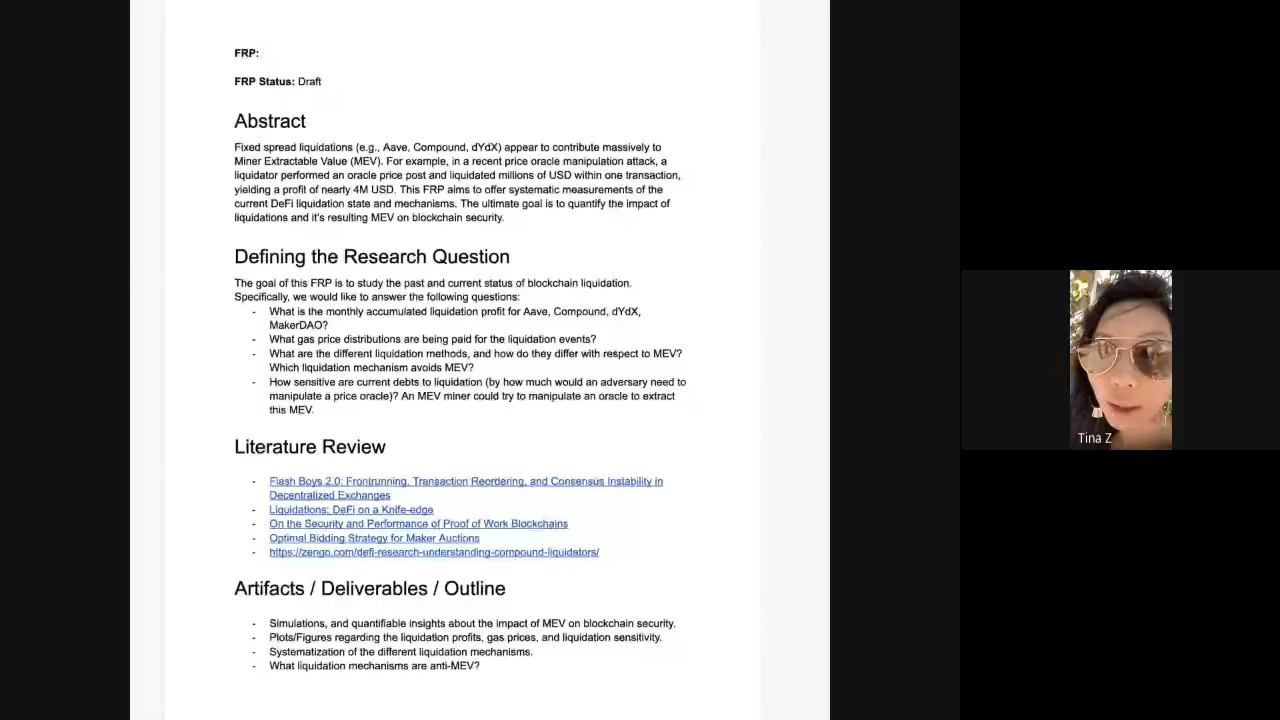 FRP:
FRP Status: Draft
Abstract
Fixed spread liquidations (e.g., Aave, Compound, dYdX) appear to contribute massively to
Miner Extractable Value (MEV). For example, in a recent price oracle manipulation attack, a
liquidator performed an oracle price post and liquidated millions of USD within one transaction,
yielding a profit of nearly 4M USD. This FRP aims to offer systematic measurements of the
current DeFi liquidation state and mechanisms. The ultimate goal is to quantify the impact of
liquidations and it's resulting MEV on blockchain security.
Defining the Research Question
The goal of this FRP is to study the past and current status of blockchain liquidation.
Specifically, we would like to answer the following questions:
- What is the monthly accumulated liquidation profit for Aave, Compound, dYdX,
MakerDAO?
- What gas price distributions are being paid for the liquidation events?
- What are the different liquidation methods, and how do they differ with respect to MEV?
Which liquidation mechanism avoids MEV?
- How sensitive are current debts to liquidation (by how much would an adversary need to
manipulate a price oracle)? An MEV miner could try to manipulate an oracle to extract
this MEV.
Literature Review
- Flash Boys 2.0: Frontrunning, Transaction Reordering, and Consensus Instability in
Decentralized Exchanges
- Liquidations: DeFi on a Knife-edge
- On the Security and Performance of Proof of Work Blockchains
- Optimal Bidding Strategy for Maker Auctions
- https://zengo.com/defi-research-understanding-compound-liquidators/
Artifacts / Deliverables / Outline
- Simulations, and quantifiable insights about the impact of MEV on blockchain security.
- Plots/Figures regarding the liquidation profits, gas prices, and liquidation sensitivity.
- Systematization of the different liquidation mechanisms.
- What liquidation mechanisms are anti-MEV?
Tina Z